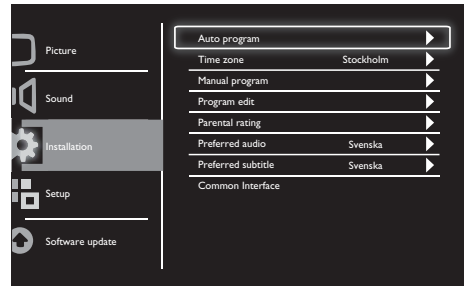 Picture
Sound
Installation
Setup
Software update
Auto program
Time zone Stockholm
Manual program
Program edit
Parental rating
Preferred audio Svenska
Preferred subtitle Svenska
Common Interface